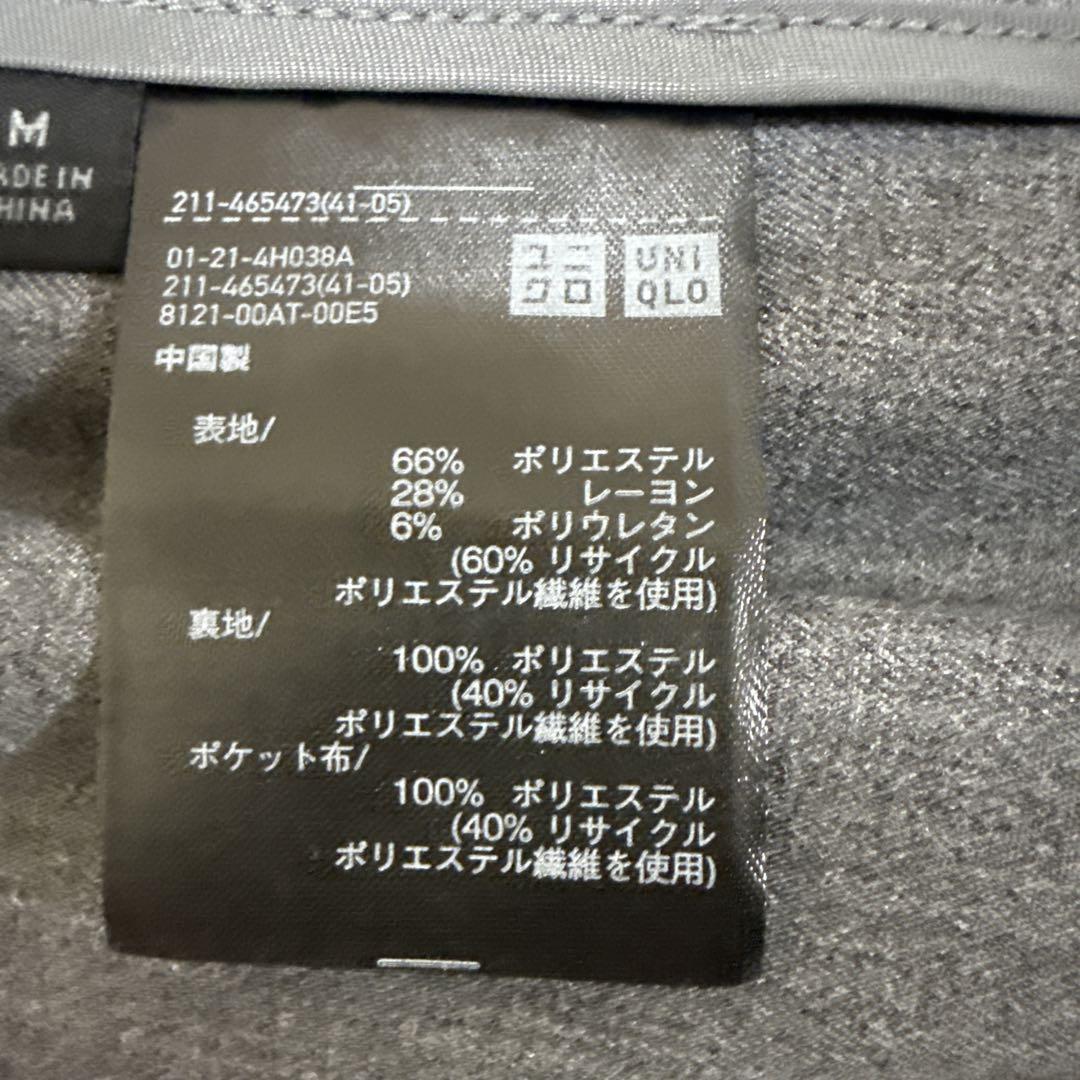 M
MADE IN
CHINA
211-465473(41-05)
01-21-4H038A
211-465473(41-05)
8121-00AT-00E5
ユニ
クロ
UNI
QLO
中国製
表地/
66% ポリエステル
28% レーヨン
6% ポリウレタン
(60% リサイクル
ポリエステル繊維を使用)
裏地/
100% ポリエステル
(40% リサイクル
ポリエステル繊維を使用)
ポケット布/
100% ポリエステル
(40% リサイクル
ポリエステル繊維を使用)